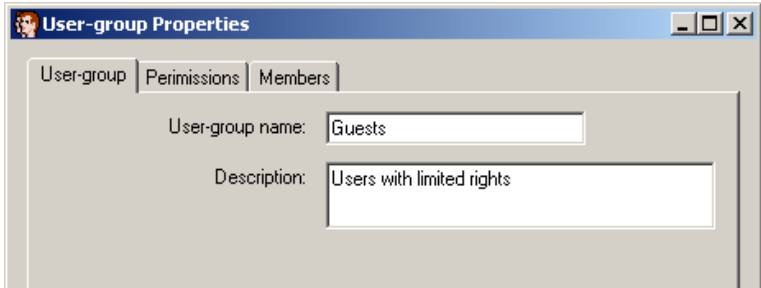 User-group Properties
User-group Perimissions Members
User-group name: Guests
Description: Users with limited rights